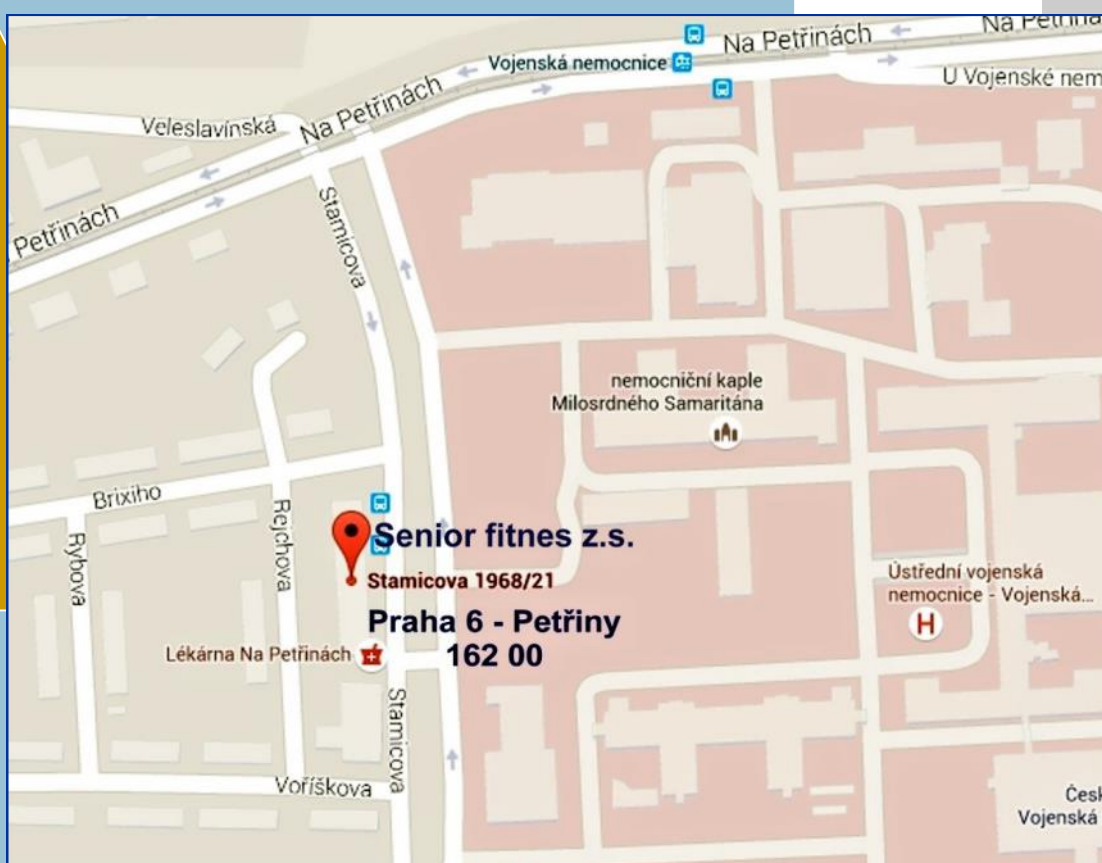 Na Petřinách
Na Petřinách
Vojenská nemocnice
U Vojenské nem
Na Petřinách
Veleslavínská
Petřinách
Stamicova
nemocniční kaple
Milosrdného Samaritána
Brixiho
Rejchova
Rybova
Senior fitnes z.s.
Stamicova 1968/21
Praha 6 - Petřiny
162 00
Ústřední vojenská
nemocnice - Vojenská...
H
Lékárna Na Petřinách
Stamicova
Voříškova
Česk
Vojenská